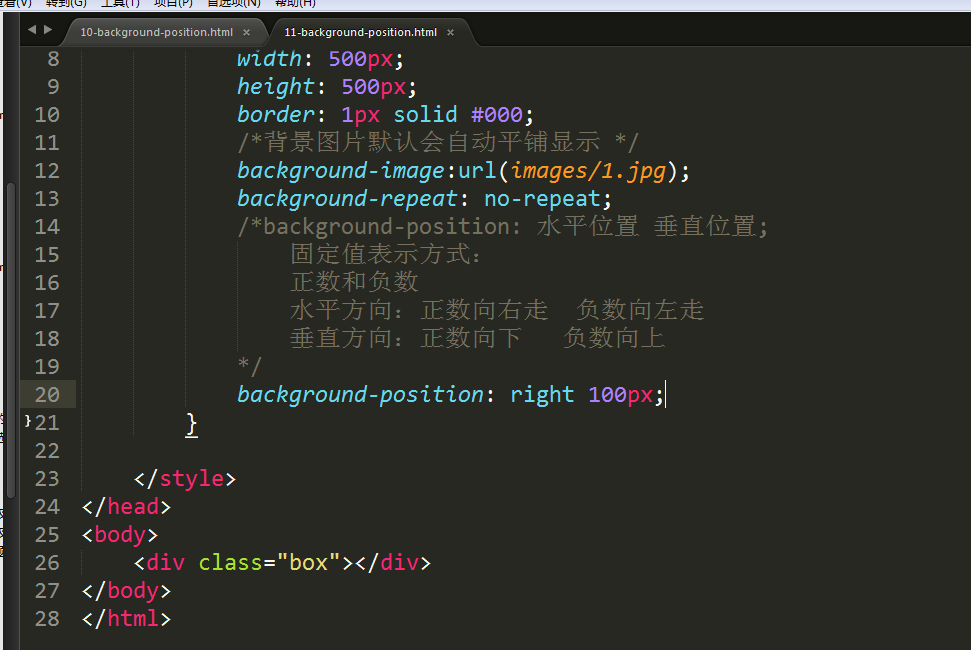 查看(V) 转到(G) 工具(T) 项目(P) 首选项(N) 帮助(H)
10-background-position.html × 11-background-position.html ×
8 width: 500px;
9 height: 500px;
10 border: 1px solid #000;
11 /*背景图片默认会自动平铺显示 */
12 background-image:url(images/1.jpg);
13 background-repeat: no-repeat;
14 /*background-position: 水平位置 垂直位置;
15 固定值表示方式:
16 正数和负数
17 水平方向: 正数向右走 负数向左走
18 垂直方向: 正数向下 负数向上
19 */
20 background-position: right 100px;
21 }
22
23 </style>
24 </head>
25 <body>
26 <div class="box"></div>
27 </body>
28 </html>